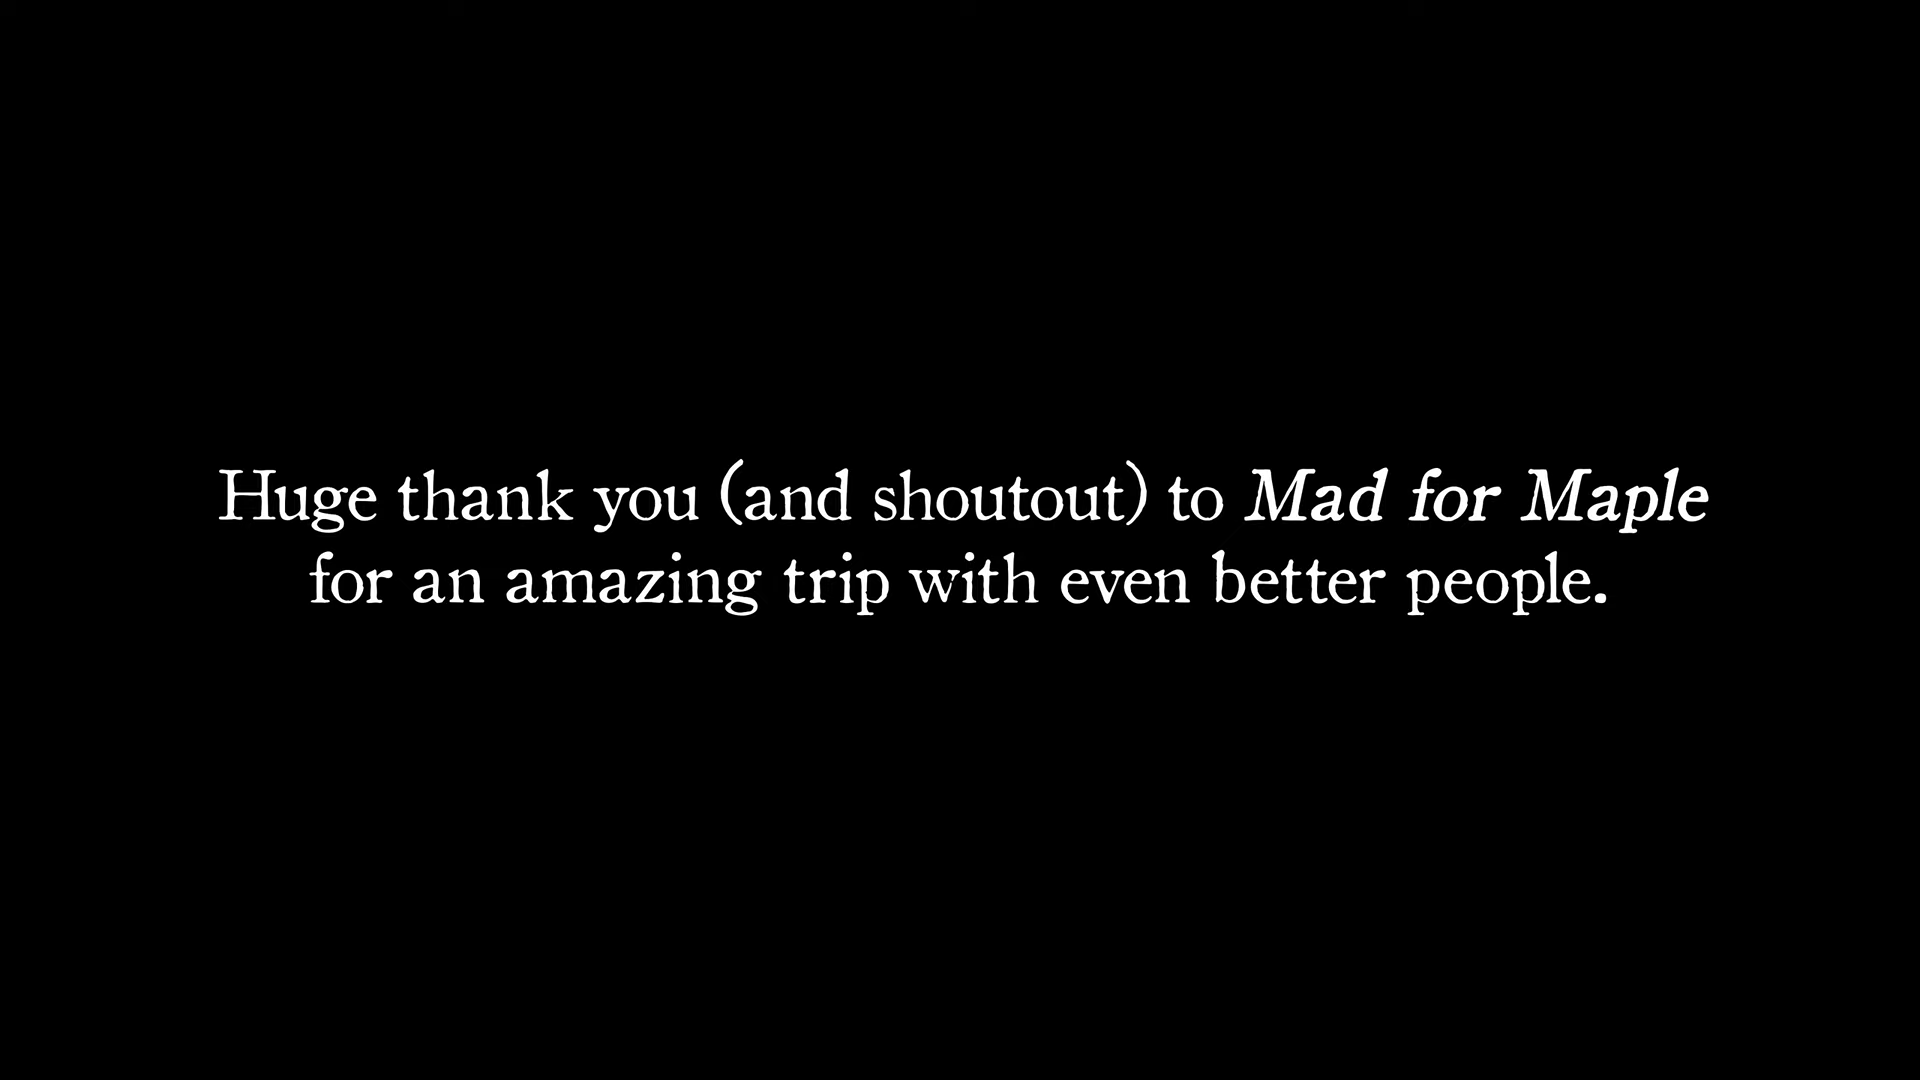 Huge thank you (and shoutout) to Mad for Maple
for an amazing trip with even better people.